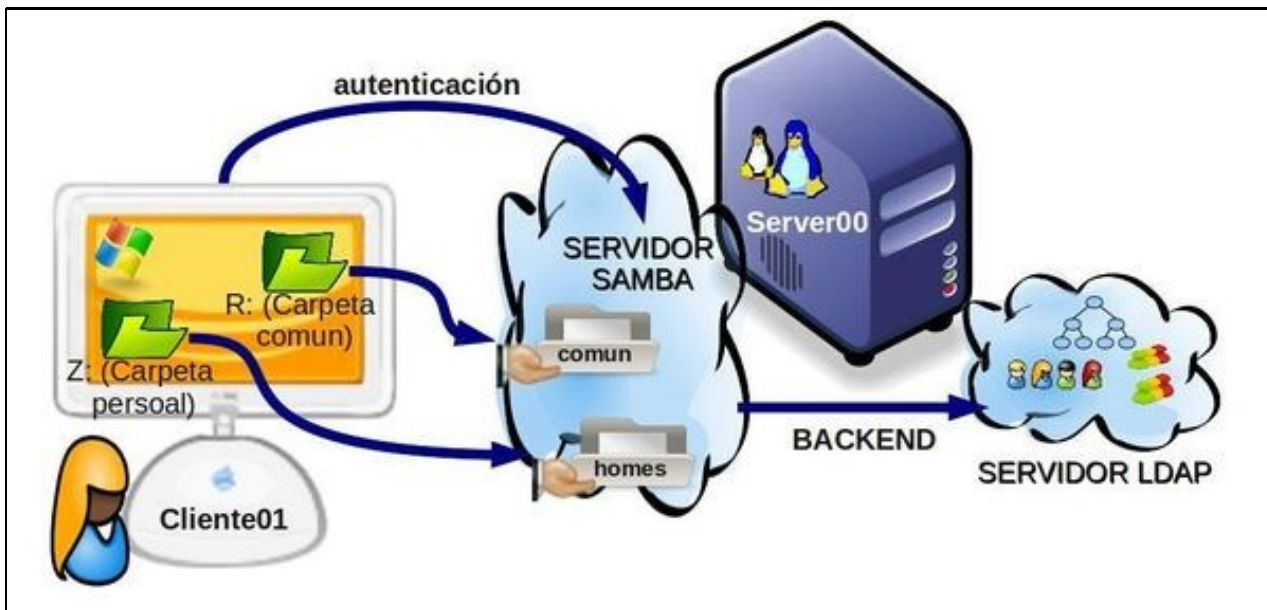 autenticación
Server00
SERVIDOR
SAMBA
R: (Carpeta
comun)
comun
Z: (Carpeta
persoal)
homes
BACKEND
SERVIDOR LDAP
Cliente01